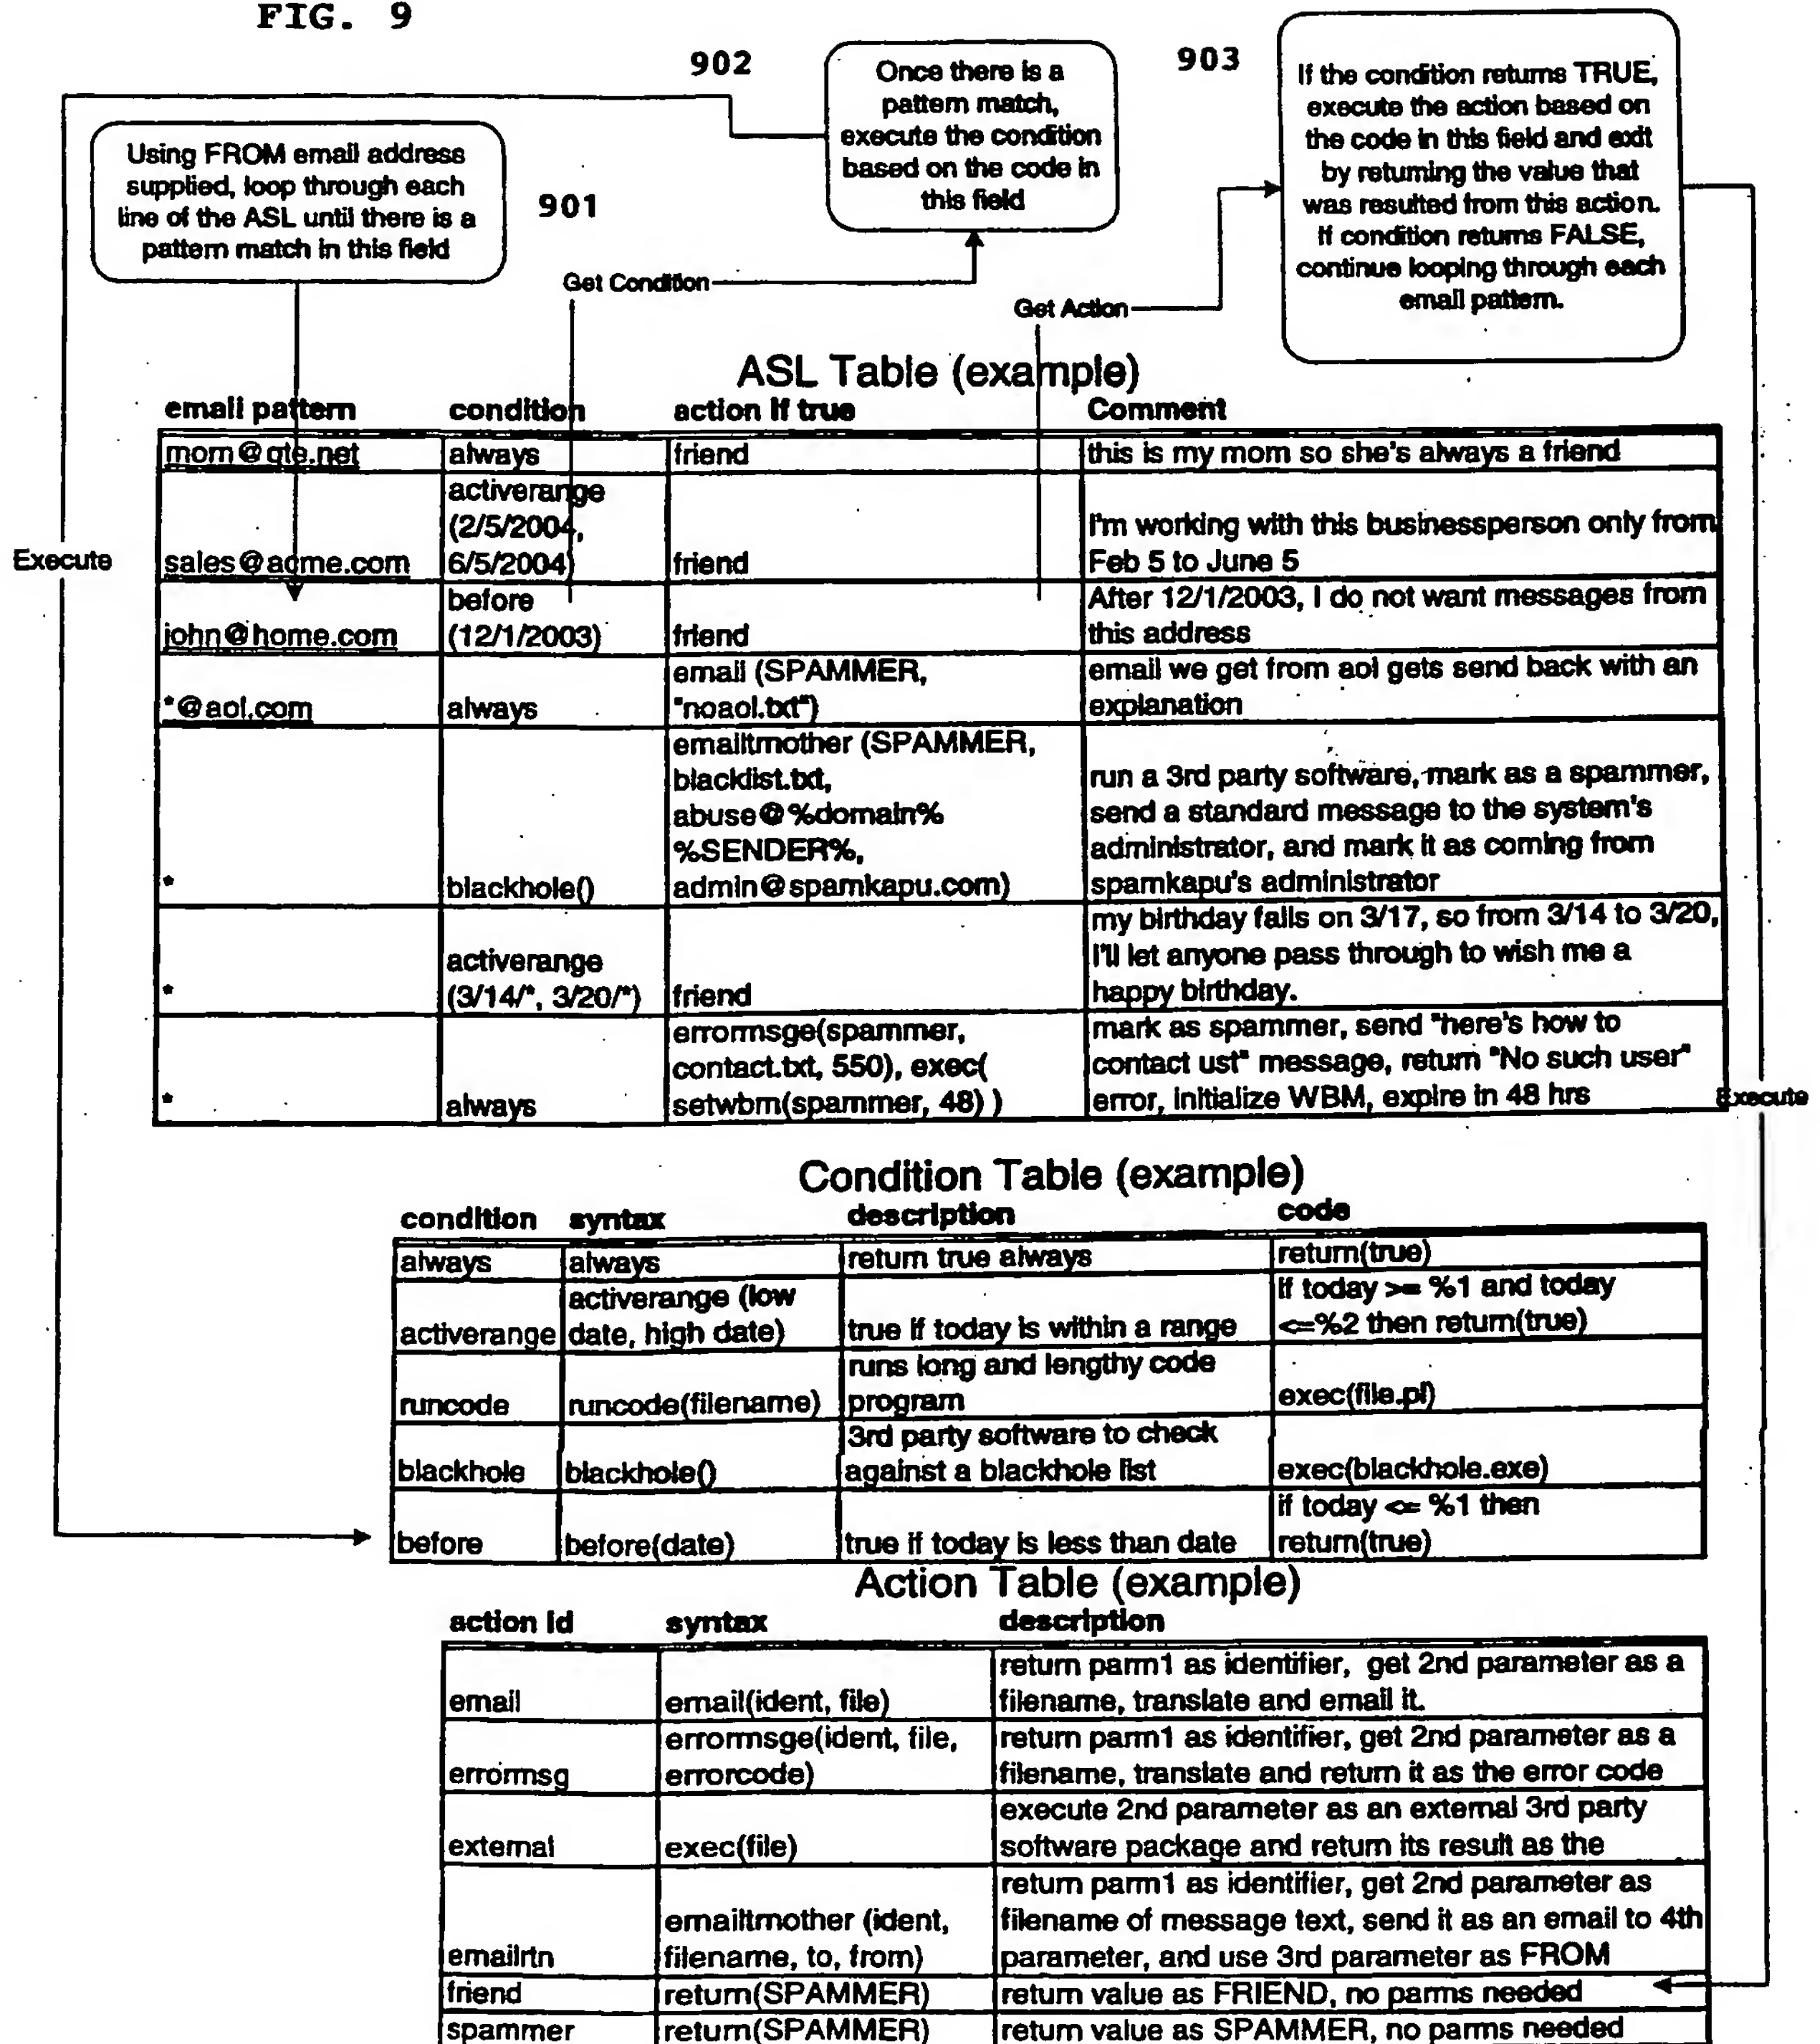 FIG. 9
902
903
Once there is a
pattern match,
execute the condition
based on the code in
this field
If the condition returns TRUE,
execute the action based on
the code in this field and exit
by returning the value that
was resulted from this action.
If condition returns FALSE,
continue looping through each
email pattern.
Using FROM email address
supplied, loop through each
line of the ASL until there is a
pattern match in this field
901
Get Condition
Get Action
ASL Table (example)
email pattern condition action if true Comment
mom@gte.net always friend this is my mom so she's always a friend
activerange
(2/5/2004,
6/5/2004)
sales@acme.com friend
I'm working with this businessperson only from
Feb 5 to June 5
Execute
before
(12/1/2003)
john@home.com friend
After 12/1/2003, I do not want messages from
this address
*@aol.com always
email (SPAMMER,
"noaol.txt")
email we get from aol gets send back with an
explanation
* blackhole()
emailtrnother (SPAMMER,
blacklist.txt,
abuse@%domain%
%SENDER%,
admin@spamkapu.com)
run a 3rd party software, mark as a spammer,
send a standard message to the system's
administrator, and mark it as coming from
spamkapu's administrator
*
activerange
(3/14/*, 3/20/*) friend
my birthday falls on 3/17, so from 3/14 to 3/20,
I'll let anyone pass through to wish me a
happy birthday.
* always
errormsge(spammer,
contact.txt, 550), exec(
setwbm(spammer, 48) )
mark as spammer, send "here's how to
contact ust" message, return "No such user"
error, initialize WBM, expire in 48 hrs
Execute
Condition Table (example)
condition syntax description code
always always return true always return(true)
activerange
activerange (low
date, high date)
true if today is within a range
if today >= %1 and today
<=%2 then return(true)
runcode runcode(filename)
runs long and lengthy code
program
exec(file.pl)
blackhole blackhole()
3rd party software to check
against a blackhole list
exec(blackhole.exe)
before before(date) true if today is less than date
if today <= %1 then
return(true)
Action Table (example)
action id syntax description
email email(ident, file)
return parm1 as identifier, get 2nd parameter as a
filename, translate and email it.
errormsg
errormsge(ident, file,
errorcode)
return parm1 as identifier, get 2nd parameter as a
filename, translate and return it as the error code
external exec(file)
execute 2nd parameter as an external 3rd party
software package and return its result as the
emailrtn
emailtrnother (ident,
filename, to, from)
return parm1 as identifier, get 2nd parameter as
filename of message text, send it as an email to 4th
parameter, and use 3rd parameter as FROM
friend return(SPAMMER) return value as FRIEND, no parms needed
spammer return(SPAMMER) return value as SPAMMER, no parms needed